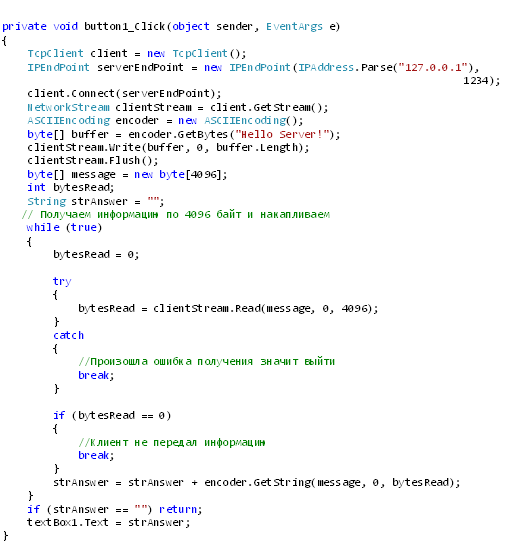 private void button1_Click(object sender, EventArgs e)
{
    TcpClient client = new TcpClient();
    IPEndPoint serverEndPoint = new IPEndPoint(IPAddress.Parse("127.0.0.1"),
                                                                          1234);
    client.Connect(serverEndPoint);
    NetworkStream clientStream = client.GetStream();
    ASCIIEncoding encoder = new ASCIIEncoding();
    byte[] buffer = encoder.GetBytes("Hello Server!");
    clientStream.Write(buffer, 0, buffer.Length);
    clientStream.Flush();
    byte[] message = new byte[4096];
    int bytesRead;
    String strAnswer = "";
   // Получаем информацию по 4096 байт и накапливаем
    while (true)
    {
        bytesRead = 0;

        try
        {
            bytesRead = clientStream.Read(message, 0, 4096);
        }
        catch
        {
            //Произошла ошибка получения значит выйти
            break;
        }

        if (bytesRead == 0)
        {
            //Клиент не передал информацию
            break;
        }
        strAnswer = strAnswer + encoder.GetString(message, 0, bytesRead);
    }
    if (strAnswer == "") return;
    textBox1.Text = strAnswer;
}